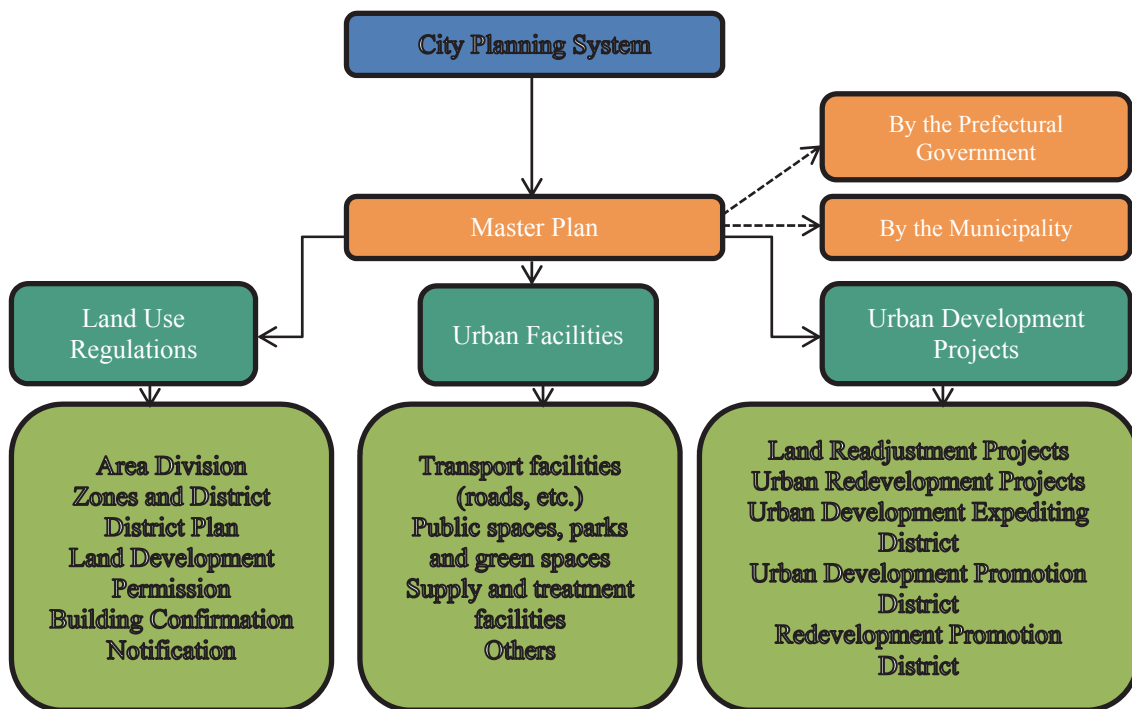 City Planning System
By the Prefectural
Government
Master Plan
By the Municipality
Land Use
Regulations
Urban Facilities
Urban Development
Projects
Area Division
Zones and District
District Plan
Land Development
Permission
Building Confirmation
Notification
Transport facilities
(roads, etc.)
Public spaces, parks
and green spaces
Supply and treatment
facilities
Others
Land Readjustment Projects
Urban Redevelopment Projects
Urban Development Expediting
District
Urban Development Promotion
District
Redevelopment Promotion
District